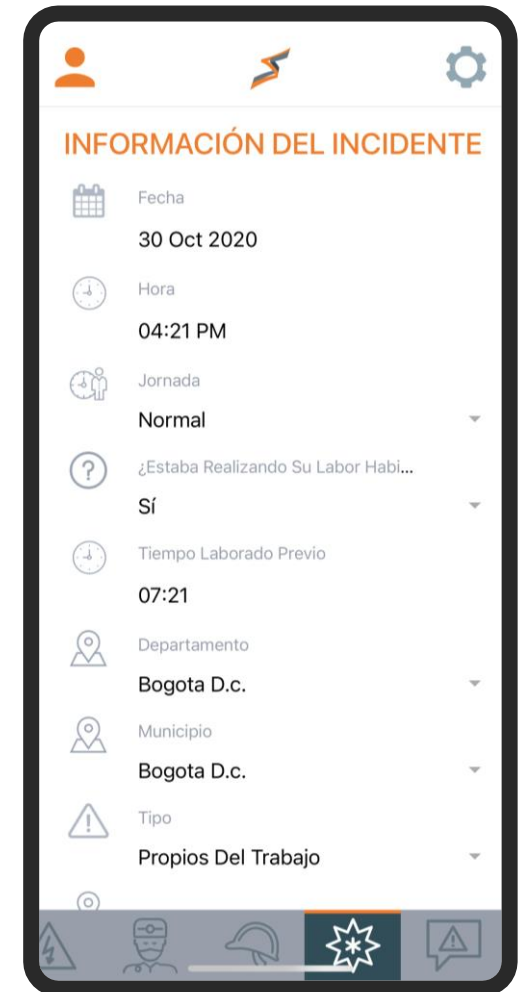 INFORMACIÓN DEL INCIDENTE
Fecha
30 Oct 2020
Hora
04:21 PM
Jornada
Normal
¿Estaba Realizando Su Labor Habi...
Sí
Tiempo Laborado Previo
07:21
Departamento
Bogota D.c.
Municipio
Bogota D.c.
Tipo
Propios Del Trabajo